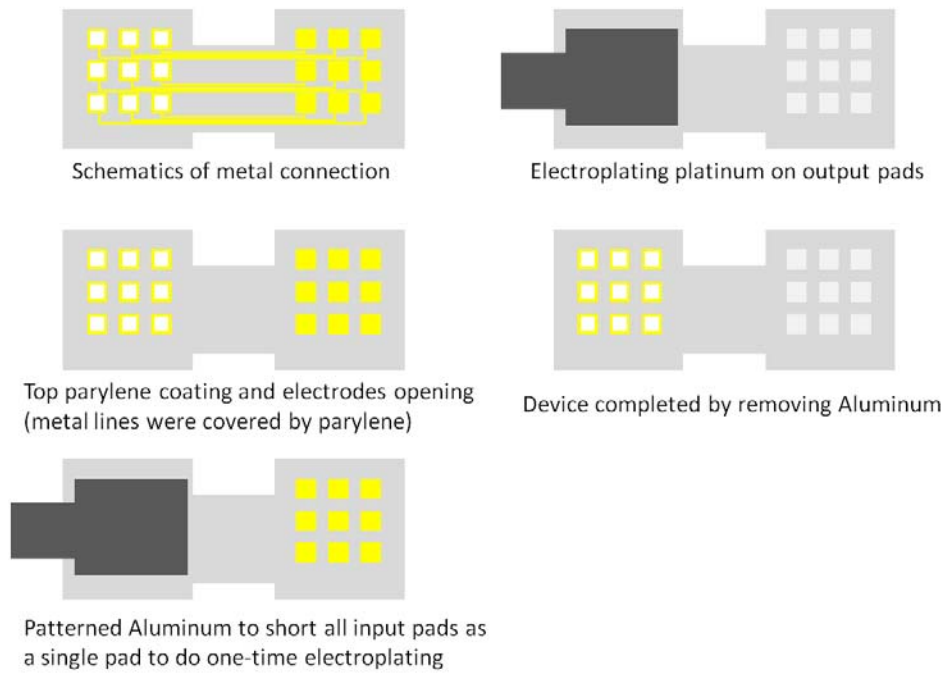 Schematics of metal connection
Electroplating platinum on output pads
Top parylene coating and electrodes opening
(metal lines were covered by parylene)
Device completed by removing Aluminum
Patterned Aluminum to short all input pads as
a single pad to do one-time electroplating